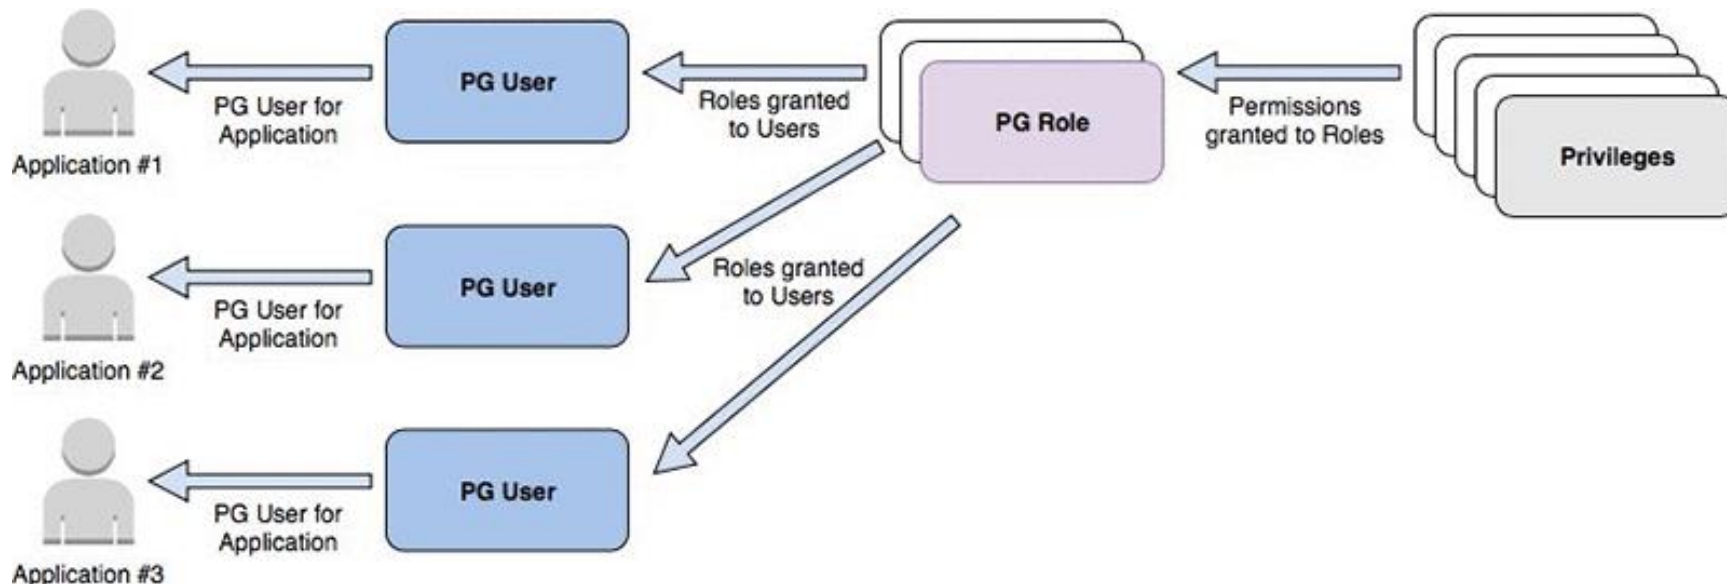 PG User
PG User for
Application
Application #1
Roles granted
to Users
PG Role
Permissions
granted to Roles
Privileges
PG User
PG User for
Application
Application #2
Roles granted
to Users
PG User
PG User for
Application
Application #3